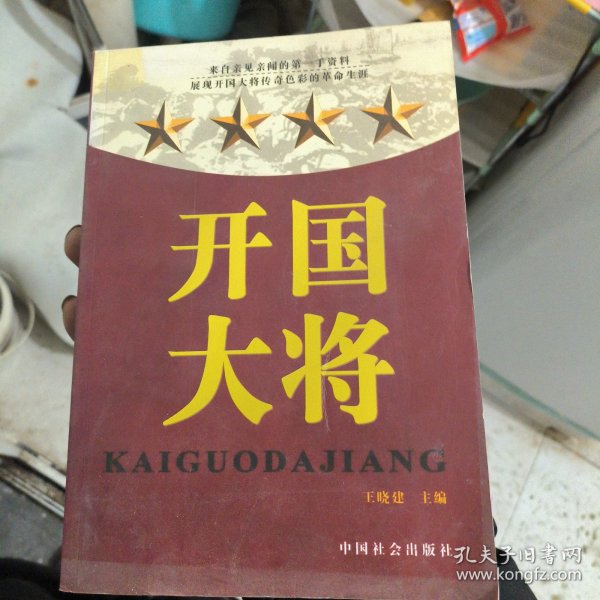 来自亲见亲闻的第一手资料
展现开国大将传奇色彩的革命生涯
开国
大将
KAIGUODAJIANG
王晓建 主编
中国社会出版社
孔夫子旧书网
www.kongfz.com